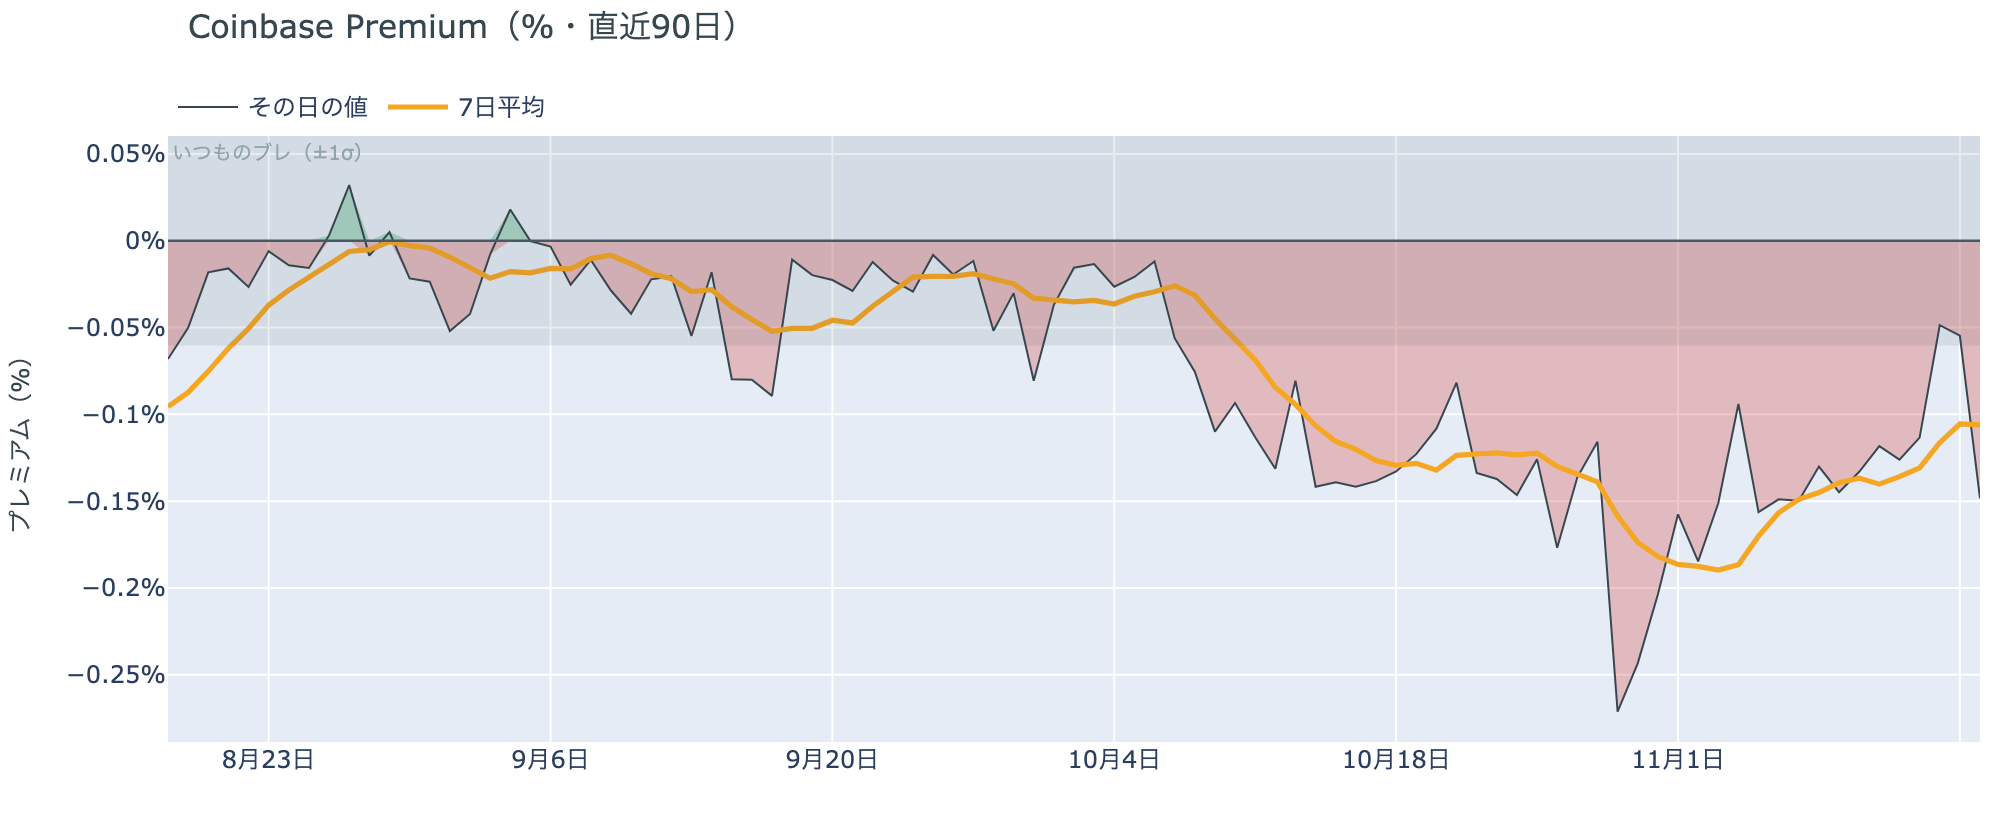 Coinbase Premium（%・直近90日）
その日の値 7日平均
いつものブレ（±1σ）
0.05%
0%
−0.05%
−0.1%
−0.15%
−0.2%
−0.25%
プレミアム（%）
8月23日 9月6日 9月20日 10月4日 10月18日 11月1日